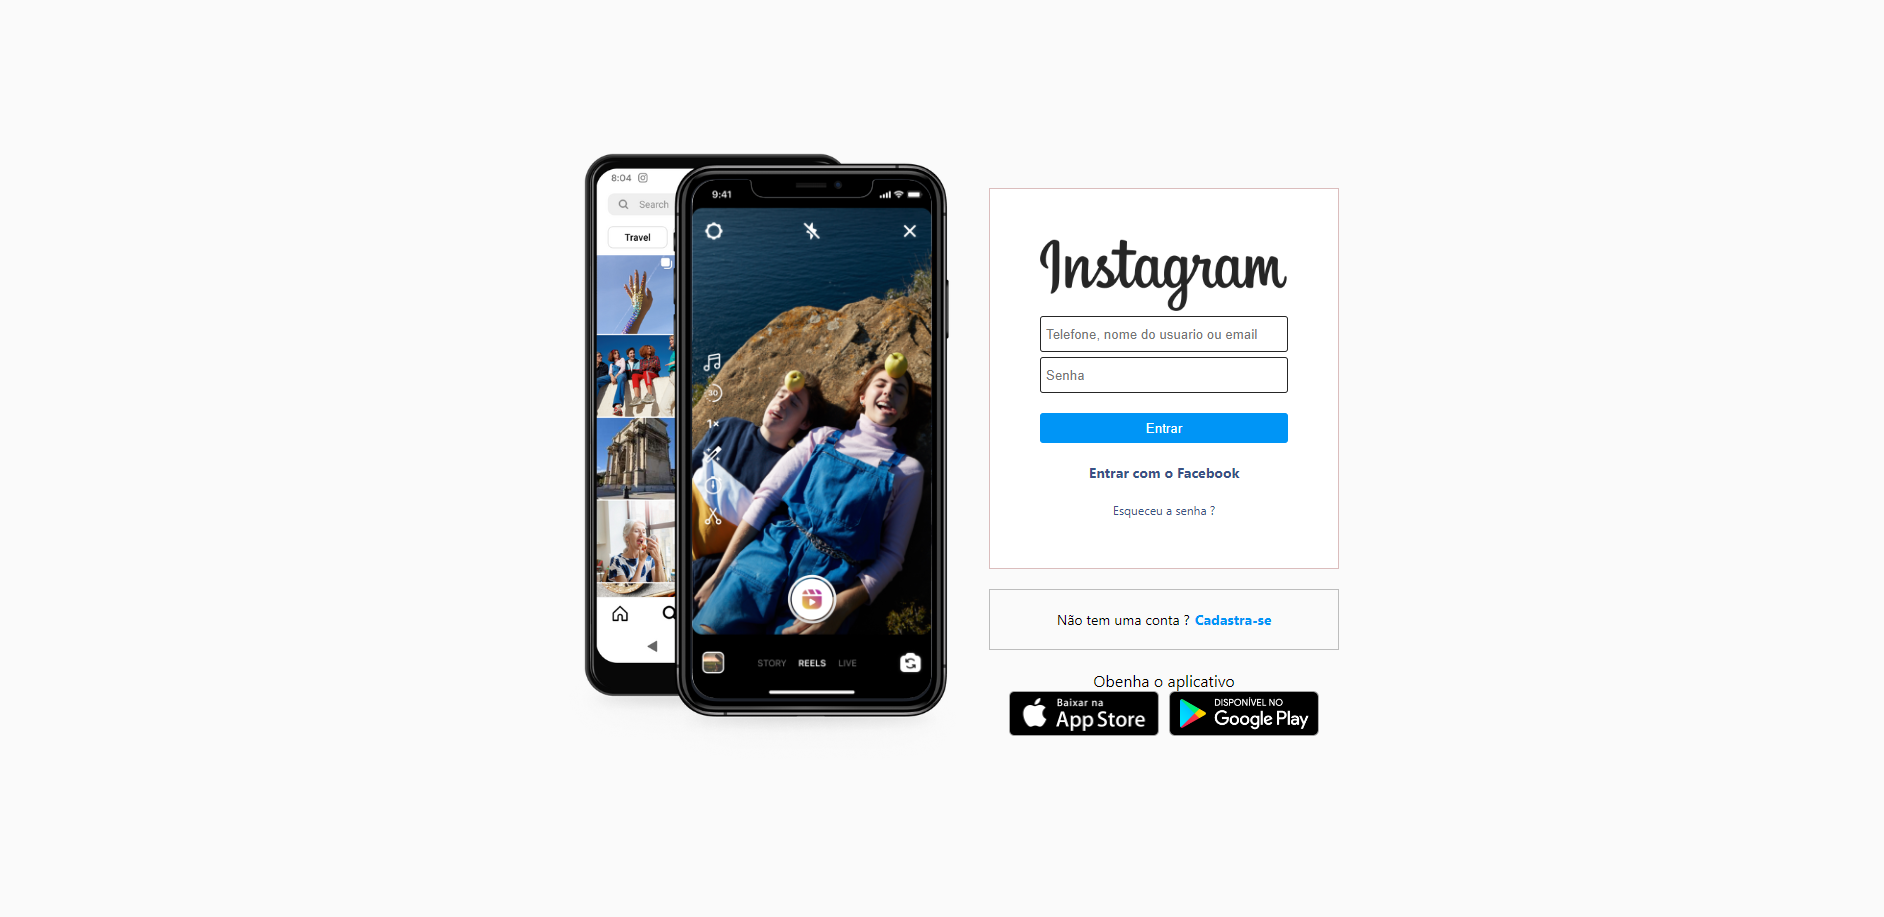 8:04
Search
Travel
9:41
30
1×
STORY REELS LIVE
Instagram
Telefone, nome do usuario ou email
Senha
Entrar
Entrar com o Facebook
Esqueceu a senha ?
Não tem uma conta ? Cadastra-se
Obenha o aplicativo
Baixar na
App Store
DISPONÍVEL NO
Google Play